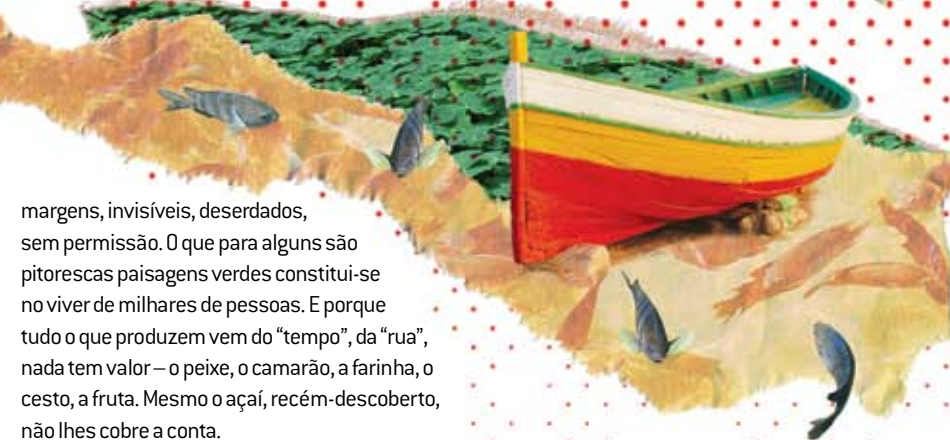 margens, invisíveis, deserdados,
sem permissão. O que para alguns são
pitorescas paisagens verdes constitui-se
no viver de milhares de pessoas. E porque
tudo o que produzem vem do “tempo”, da “rua”,
nada tem valor – o peixe, o camarão, a farinha, o
cesto, a fruta. Mesmo o açaí, recém-descoberto,
não lhes cobre a conta.